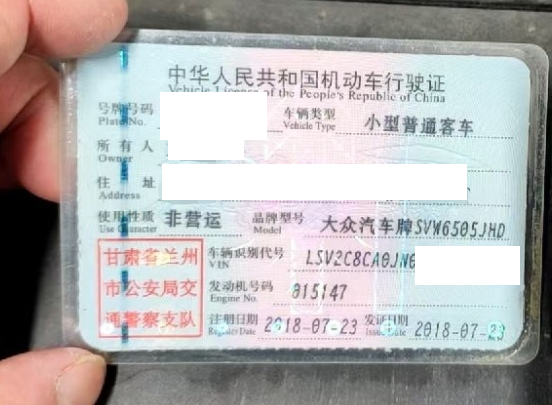 中华人民共和国机动车行驶证
Vehicle License of the People's Republic of China
号牌号码 车辆类型 小型普通客车
Plate No. Vehicle Type
所有人
Owner
住址
Address
使用性质 非营运 品牌型号 大众汽车牌SVW6505JHD
Use Character Model
甘肃省兰州
市公安局交
通警察支队
车辆识别代号 LSV2C8CA0JN
VIN
发动机号码 015147
Engine No.
注册日期 2018-07-23 发证日期 2018-07-23
Register Date Issue Date